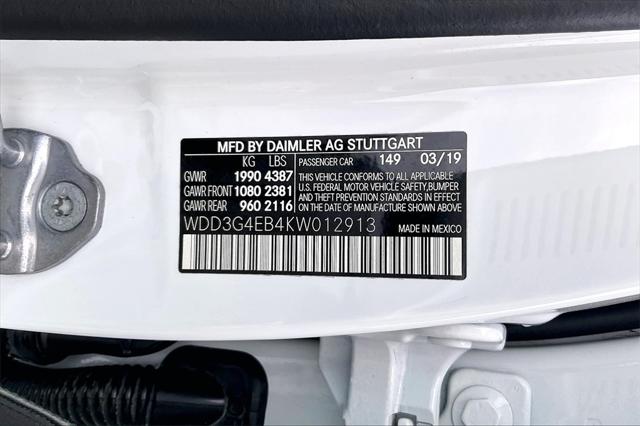 MFD BY DAIMLER AG STUTTGART
KG LBS PASSENGER CAR 149 03/19
GVWR 1990 4387
GAWR FRONT 1080 2381
GAWR REAR 960 2116
THIS VEHICLE CONFORMS TO ALL APPLICABLE
U.S. FEDERAL MOTOR VEHICLE SAFETY, BUMPER
AND THEFT PREVENTION STANDARDS IN EFFECT
ON THE DATE OF MANUFACTURE SHOWN ABOVE.
WDD3G4EB4KW012913 MADE IN MEXICO